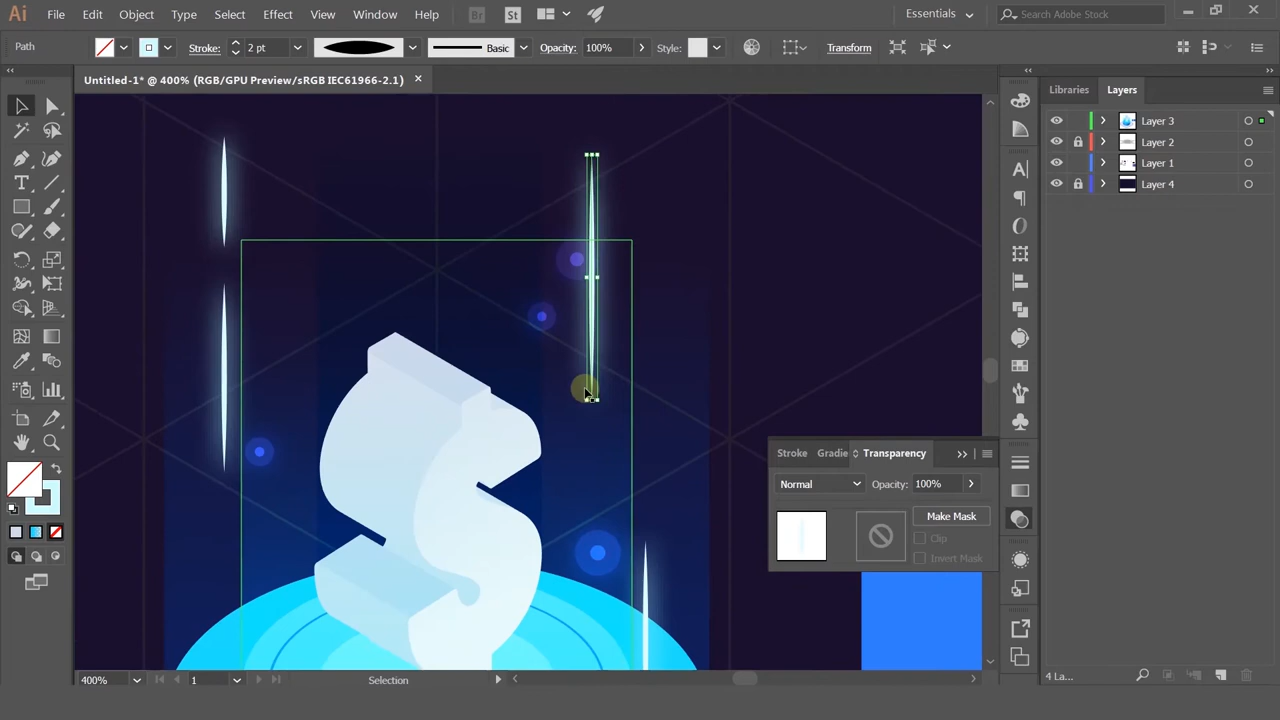 Ai File Edit Object Type Select Effect View Window Help Br St Essentials Search Adobe Stock
Path Stroke: 2 pt Basic Opacity: 100% Style: Transform
Untitled-1* @ 400% (RGB/GPU Preview/sRGB IEC61966-2.1)
Libraries Layers
Layer 3
Layer 2
Layer 1
Layer 4
Stroke Gradie Transparency
Normal Opacity: 100%
Make Mask
Clip
Invert Mask
400% 1 Selection
4 La...